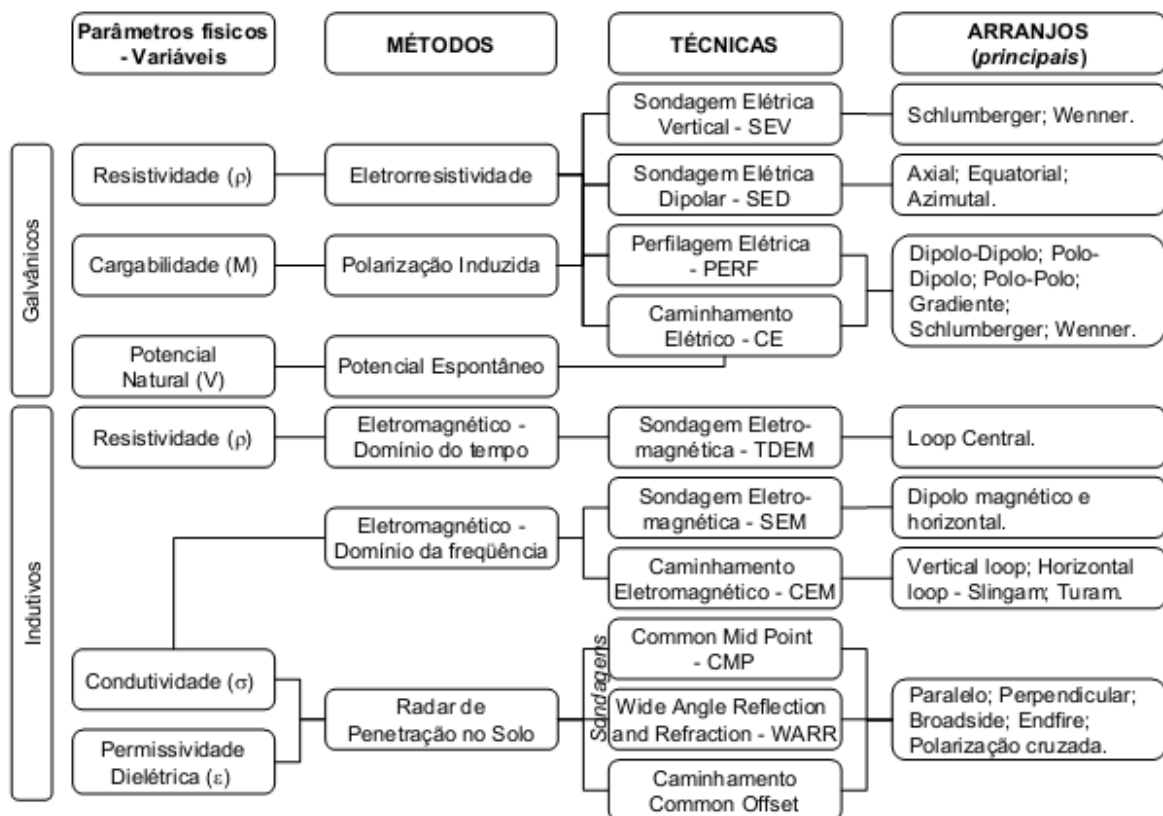 Parâmetros físicos
- Variáveis
MÉTODOS
TÉCNICAS
ARRANJOS
(principais)
Galvânicos
Resistividade (ρ)
Eletrorresistividade
Sondagem Elétrica
Vertical - SEV
Schlumberger; Wenner.
Sondagem Elétrica
Dipolar - SED
Axial; Equatorial;
Azimutal.
Cargabilidade (M)
Polarização Induzida
Perfilagem Elétrica
- PERF
Caminhamento
Elétrico - CE
Dipolo-Dipolo; Polo-
Dipolo; Polo-Polo;
Gradiente;
Schlumberger; Wenner.
Potencial
Natural (V)
Potencial Espontâneo
Indutivos
Resistividade (ρ)
Eletromagnético -
Domínio do tempo
Sondagem Eletro-
magnética - TDEM
Loop Central.
Eletromagnético -
Domínio da freqüência
Sondagem Eletro-
magnética - SEM
Dipolo magnético e
horizontal.
Caminhamento
Eletromagnético - CEM
Vertical loop; Horizontal
loop - Slingam; Turam.
Condutividade (σ)
Permissividade
Dielétrica (ε)
Radar de
Penetração no Solo
Sondagens
Common Mid Point
- CMP
Wide Angle Reflection
and Refraction - WARR
Caminhamento
Common Offset
Paralelo; Perpendicular;
Broadside; Endfire;
Polarização cruzada.